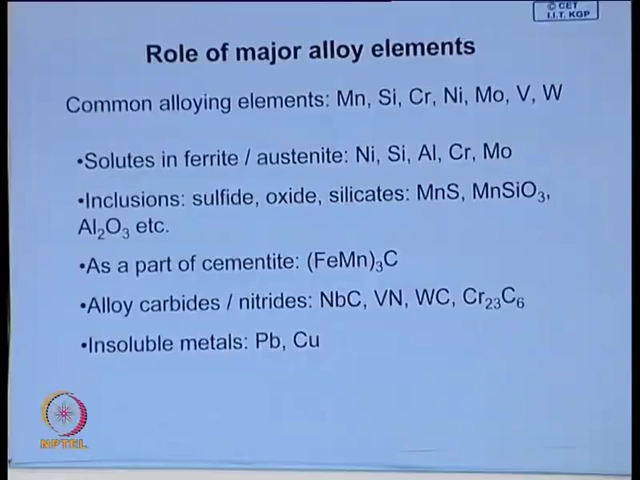 © CET
I.I.T. KGP
Role of major alloy elements
Common alloying elements: Mn, Si, Cr, Ni, Mo, V, W
•Solutes in ferrite / austenite: Ni, Si, Al, Cr, Mo
•Inclusions: sulfide, oxide, silicates: MnS, MnSiO₃,
Al₂O₃ etc.
•As a part of cementite: (FeMn)₃C
•Alloy carbides / nitrides: NbC, VN, WC, Cr₂₃C₆
•Insoluble metals: Pb, Cu
NPTEL